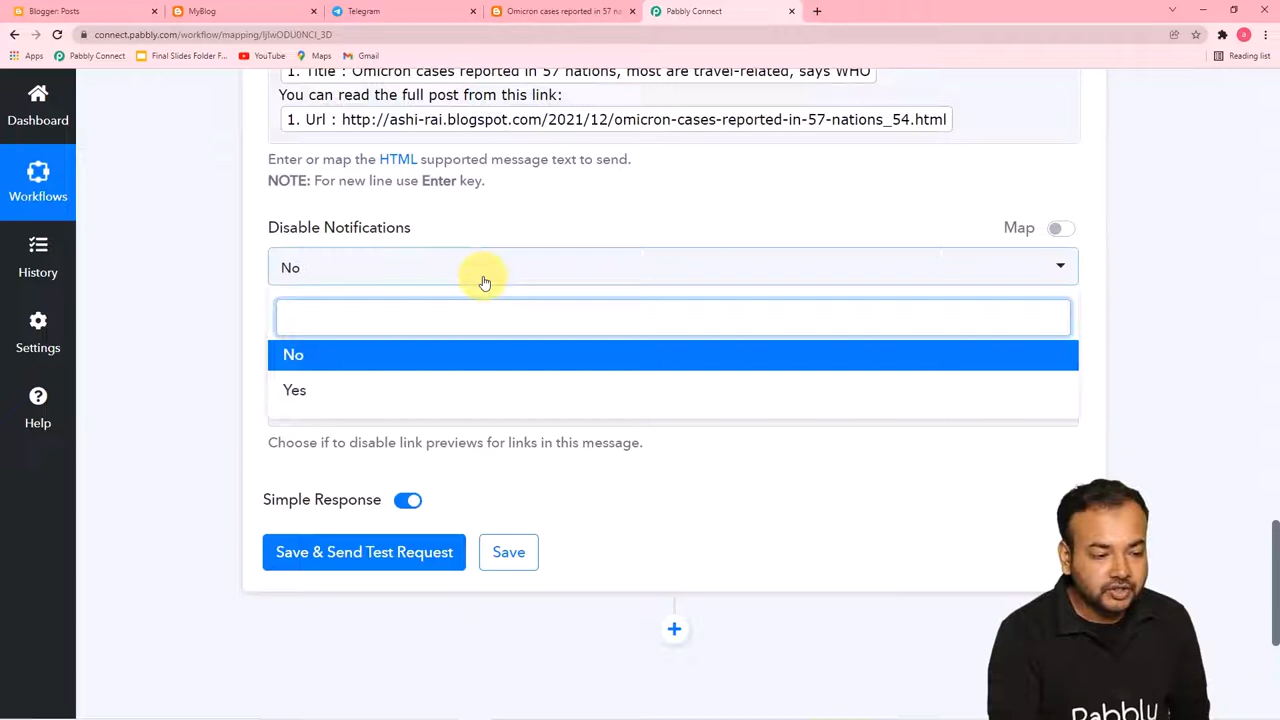 Blogger: Posts
MyBlog
Telegram
Omicron cases reported in 57 na
Pabbly Connect
connect.pabbly.com/workflow/mapping/IjIwODU0NCI_3D
Apps
Pabbly Connect
Final Slides Folder F...
YouTube
Maps
Gmail
Reading list
a
Dashboard
Workflows
History
Settings
Help
1. Title : Omicron cases reported in 57 nations, most are travel-related, says WHO
You can read the full post from this link:
1. Url : http://ashi-rai.blogspot.com/2021/12/omicron-cases-reported-in-57-nations_54.html
Enter or map the HTML supported message text to send.
NOTE: For new line use Enter key.
Disable Notifications
Map
No
No
Yes
Choose if to disable link previews for links in this message.
Simple Response
Save & Send Test Request
Save
Pabbly